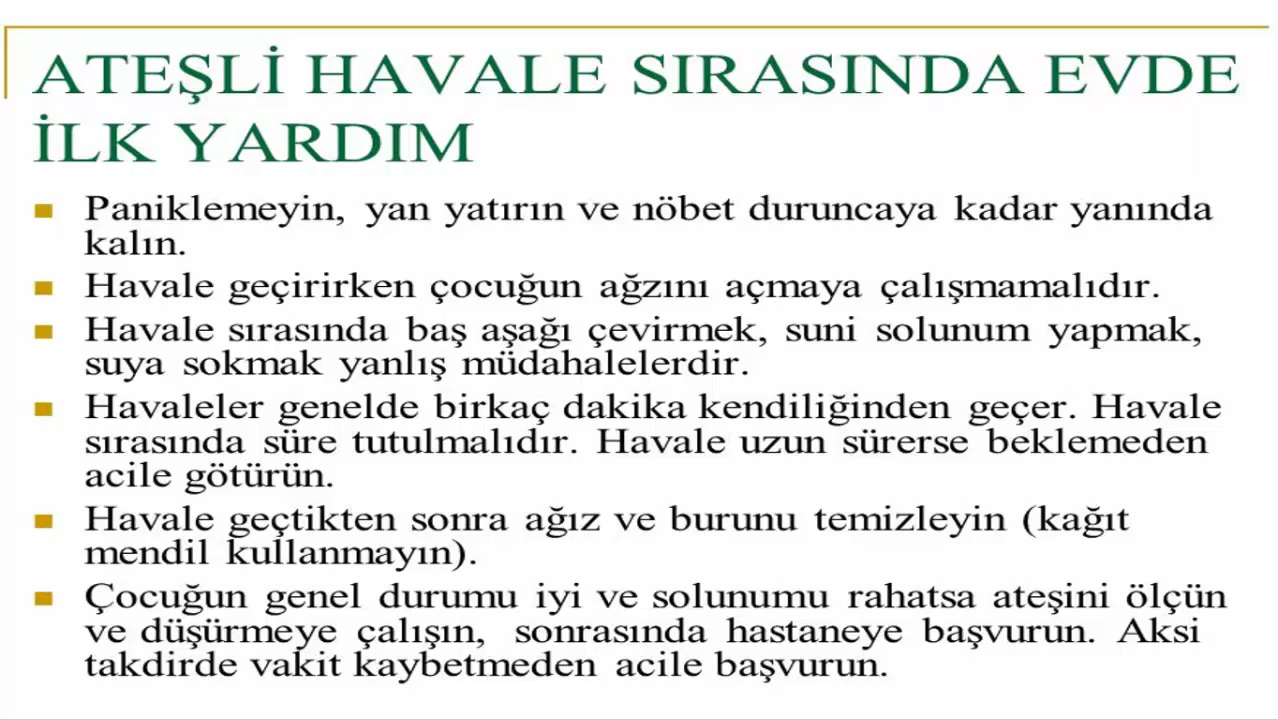 ATEŞLİ HAVALE SIRASINDA EVDE
İLK YARDIM
Paniklemeyin, yan yatırın ve nöbet duruncaya kadar yanında
kalın.
Havale geçirirken çocuğun ağzını açmaya çalışmamalıdır.
Havale sırasında baş aşağı çevirmek, suni solunum yapmak,
suya sokmak yanlış müdahalelerdir.
Havaleler genelde birkaç dakika kendiliğinden geçer. Havale
sırasında süre tutulmalıdır. Havale uzun sürerse beklemeden
acile götürün.
Havale geçtikten sonra ağız ve burunu temizleyin (kağıt
mendil kullanmayın).
Çocuğun genel durumu iyi ve solunumu rahatsa ateşini ölçün
ve düşürmeye çalışın, sonrasında hastaneye başvurun. Aksi
takdirde vakit kaybetmeden acile başvurun.